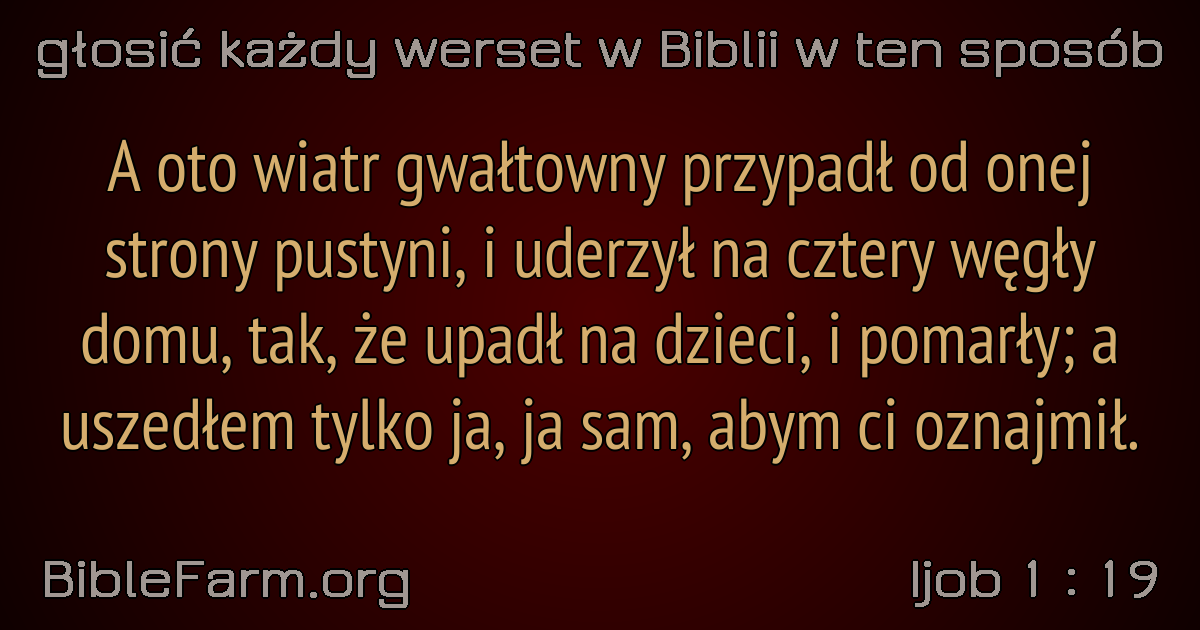 głosić każdy werset w Biblii w ten sposób
A oto wiatr gwałtowny przypadł od onej
strony pustyni, i uderzył na cztery węgły
domu, tak, że upadł na dzieci, i pomarły; a
uszedłem tylko ja, ja sam, abym ci oznajmił.
BibleFarm.org
Ijob 1 : 19